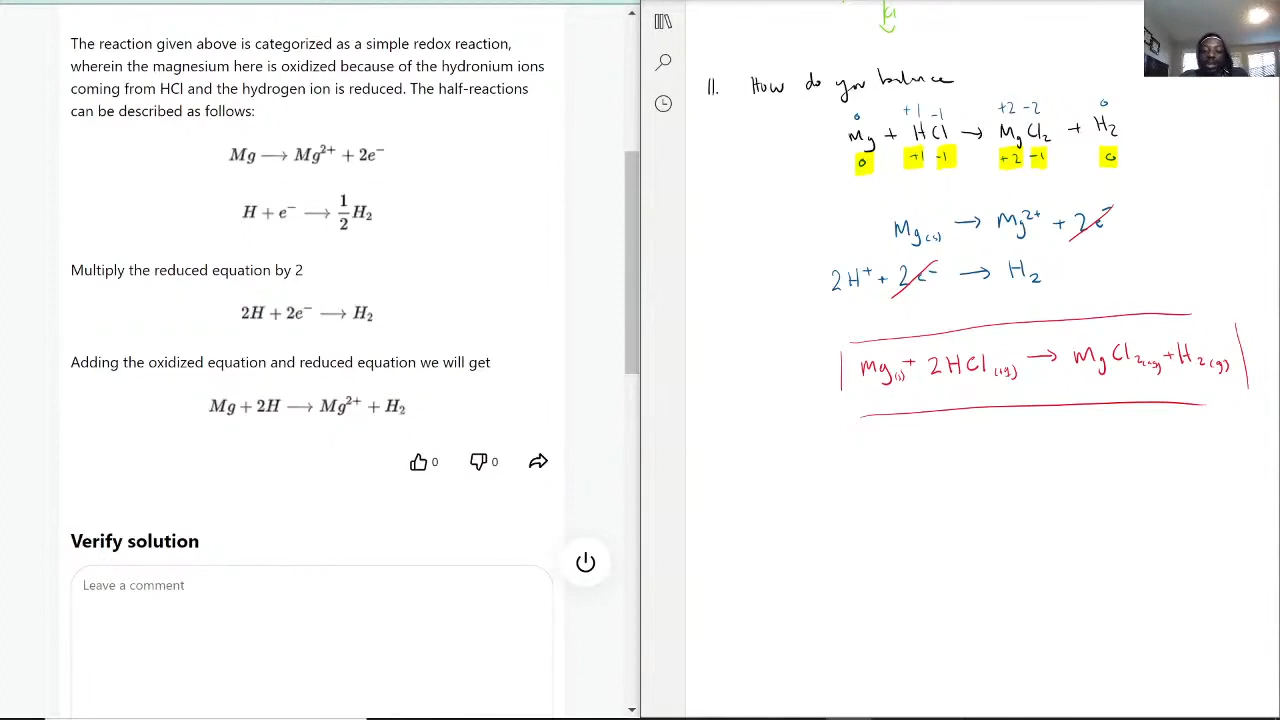 The reaction given above is categorized as a simple redox reaction,
wherein the magnesium here is oxidized because of the hydronium ions
coming from HCl and the hydrogen ion is reduced. The half-reactions
can be described as follows:
Mg ⟶ Mg²⁺ + 2e⁻
H + e⁻ ⟶ 1/2 H₂
Multiply the reduced equation by 2
2H + 2e⁻ ⟶ H₂
Adding the oxidized equation and reduced equation we will get
Mg + 2H ⟶ Mg²⁺ + H₂
0 0
Verify solution
Leave a comment
11. How do you balance
0 +1 -1 +2 -2 0
Mg + HCl → MgCl₂ + H₂
0 +1 -1 +2 -1 0
Mg(s) → Mg²⁺ + 2e⁻
2H⁺ + 2e⁻ → H₂
Mg(s) + 2HCl(aq) → MgCl₂(aq) + H₂(g)